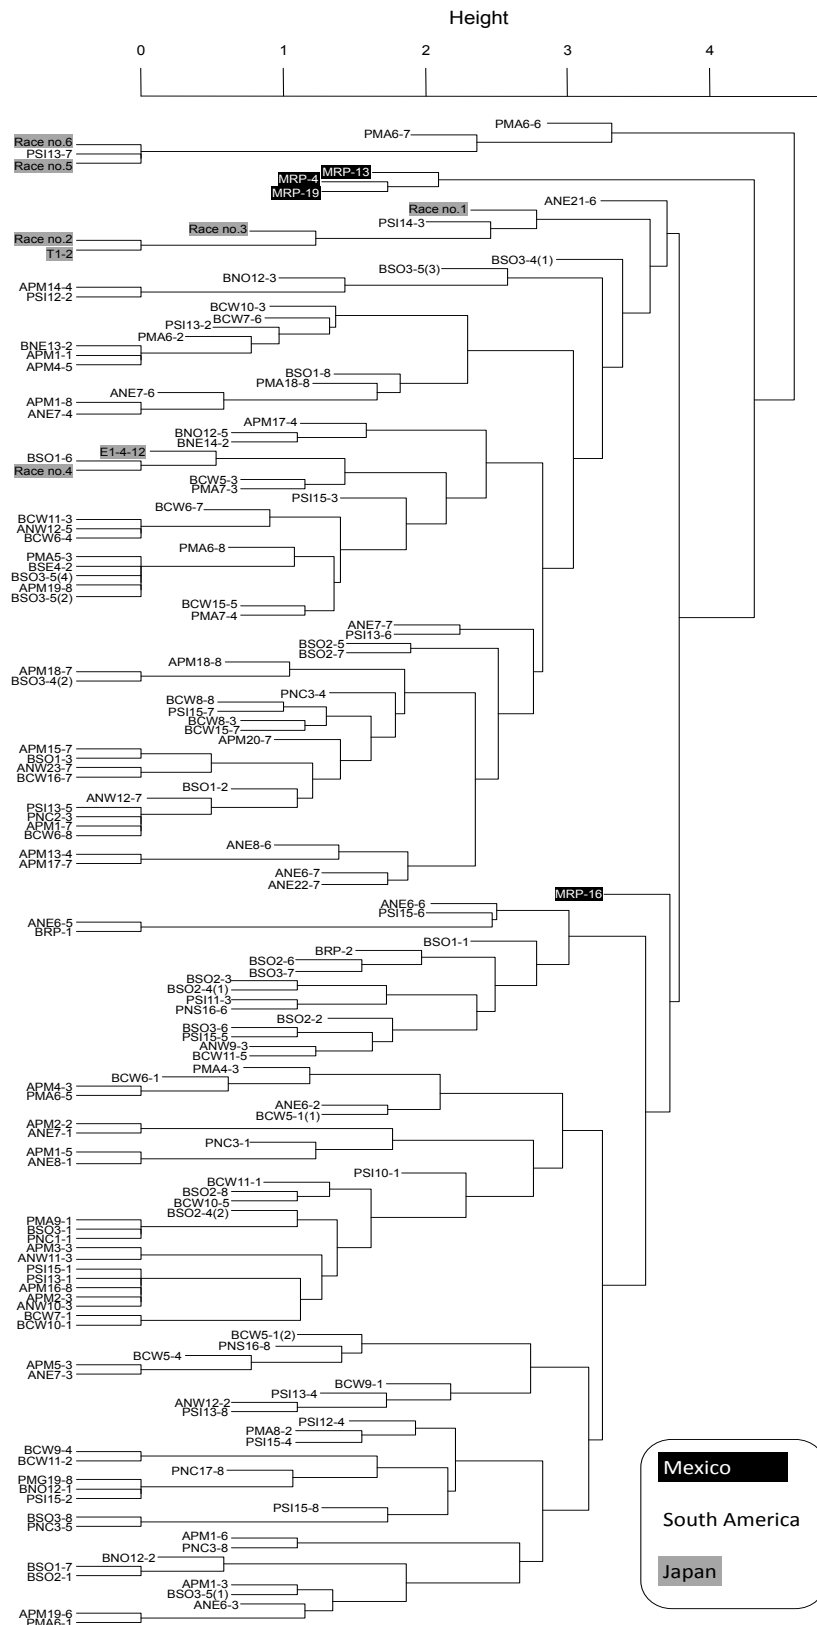 Height
0 1 2 3 4
PMA6-6
PMA6-7
Race no.6
PSI13-7
Race no.5
MRP-13
MRP-4
MRP-19
ANE21-6
Race no.1
PSI14-3
Race no.3
Race no.2
T1-2
BSO3-4(1)
BSO3-5(3)
BNO12-3
APM14-4
PSI12-2
BCW10-3
BCW7-6
PSI13-2
PMA6-2
BNE13-2
APM1-1
APM4-5
BSO1-8
PMA18-8
ANE7-6
APM1-8
ANE7-4
APM17-4
BNO12-5
BNE14-2
E1-4-12
BSO1-6
Race no.4
BCW5-3
PMA7-3
PSI15-3
BCW6-7
BCW11-3
ANW12-5
BCW6-4
PMA6-8
PMA5-3
BSE4-2
BSO3-5(4)
APM19-8
BSO3-5(2)
BCW15-5
PMA7-4
ANE7-7
PSI13-6
BSO2-5
BSO2-7
APM18-8
APM18-7
BSO3-4(2)
PNC3-4
BCW8-8
PSI15-7
BCW8-3
BCW15-7
APM20-7
APM15-7
BSO1-3
ANW23-7
BCW16-7
BSO1-2
ANW12-7
PSI13-5
PNC2-3
APM1-7
BCW6-8
ANE8-6
APM13-4
APM17-7
ANE6-7
ANE22-7
MRP-16
ANE6-6
PSI15-6
ANE6-5
BRP-1
BSO1-1
BRP-2
BSO2-6
BSO3-7
BSO2-3
BSO2-4(1)
PSI11-3
PNS16-6
BSO2-2
BSO3-6
PSI15-5
ANW9-3
BCW11-5
PMA4-3
BCW6-1
APM4-3
PMA6-5
ANE6-2
BCW5-1(1)
APM2-2
ANE7-1
PNC3-1
APM1-5
ANE8-1
PSI10-1
BCW11-1
BSO2-8
BCW10-5
BSO2-4(2)
PMA9-1
BSO3-1
PNC1-1
APM3-3
ANW11-3
PSI15-1
PSI13-1
APM16-8
APM2-3
ANW10-3
BCW7-1
BCW10-1
BCW5-1(2)
PNS16-8
BCW5-4
APM5-3
ANE7-3
BCW9-1
PSI13-4
ANW12-2
PSI13-8
PSI12-4
PMA8-2
PSI15-4
BCW9-4
BCW11-2
PNC17-8
PMG19-8
BNO12-1
PSI15-2
PSI15-8
BSO3-8
PNC3-5
APM1-6
PNC3-8
BNO12-2
BSO1-7
BSO2-1
APM1-3
BSO3-5(1)
ANE6-3
APM19-6
PMA6-1
Mexico
South America
Japan